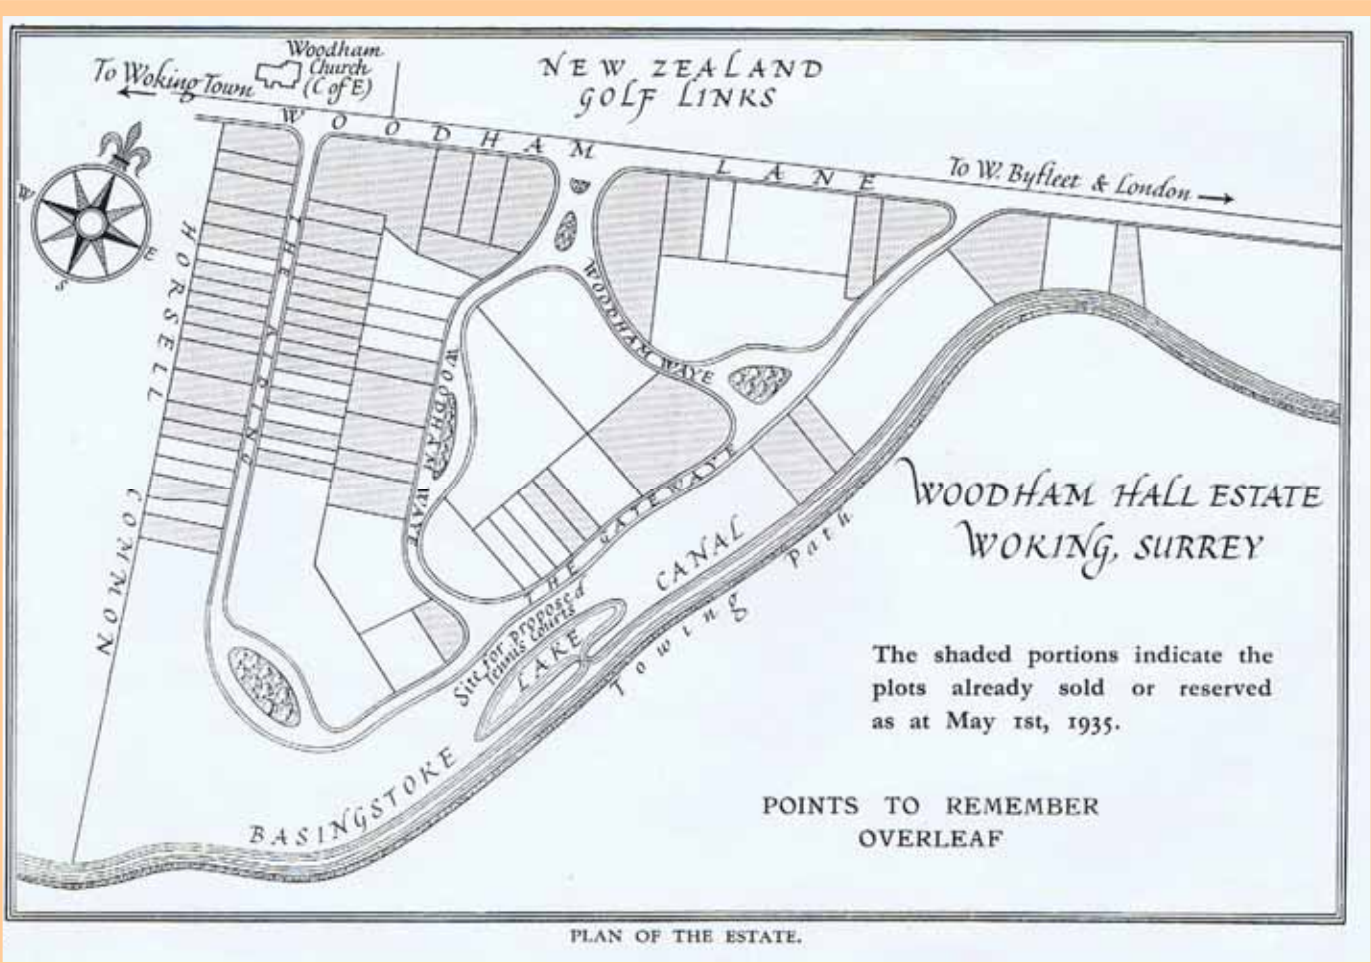 To Woking Town
Woodham
Church
(C of E)
NEW ZEALAND
GOLF LINKS
WOODHAM LANE
To W. Byfleet & London
W
E
S
HORSELL COMMON
THE RIDING
WOODHAM WAYE
WOODHAM WAYE
THE GATEWAYE
Site for proposed
Tennis Courts
LAKE
BASINGSTOKE CANAL
Towing Path
WOODHAM HALL ESTATE
WOKING, SURREY
The shaded portions indicate the
plots already sold or reserved
as at May 1st, 1935.
POINTS TO REMEMBER
OVERLEAF
PLAN OF THE ESTATE.